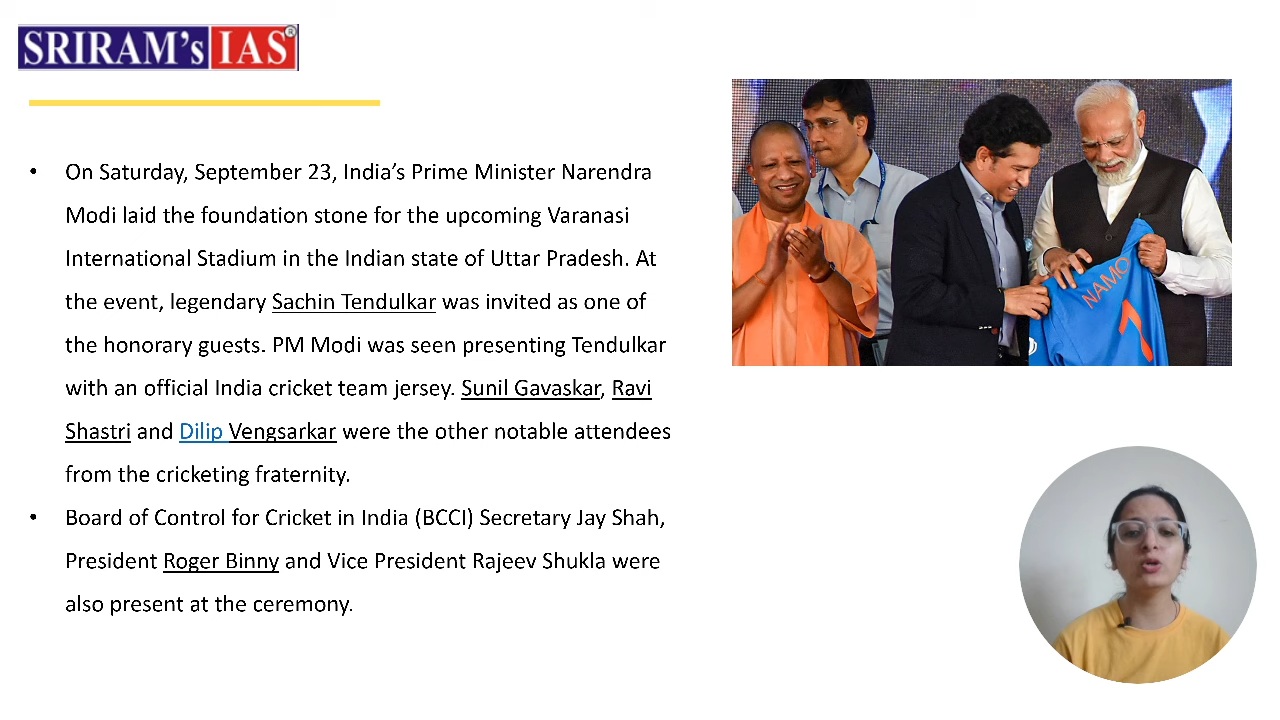 SRIRAM's IAS®
• On Saturday, September 23, India's Prime Minister Narendra
Modi laid the foundation stone for the upcoming Varanasi
International Stadium in the Indian state of Uttar Pradesh. At
the event, legendary Sachin Tendulkar was invited as one of
the honorary guests. PM Modi was seen presenting Tendulkar
with an official India cricket team jersey. Sunil Gavaskar, Ravi
Shastri and Dilip Vengsarkar were the other notable attendees
from the cricketing fraternity.
• Board of Control for Cricket in India (BCCI) Secretary Jay Shah,
President Roger Binny and Vice President Rajeev Shukla were
also present at the ceremony.
NAMO
1